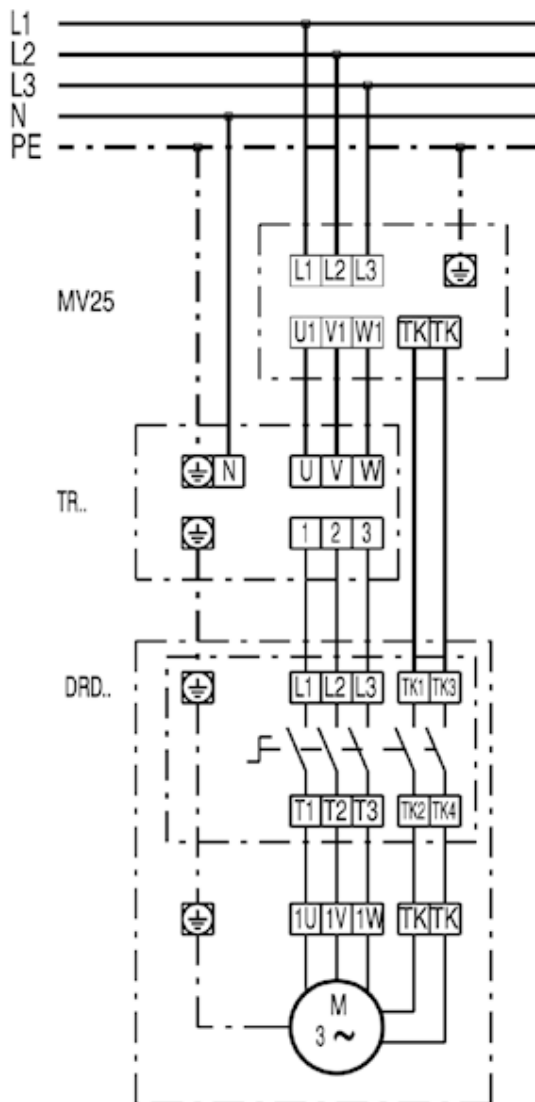 L1
L2
L3
N
PE
L1 L2 L3
MV25
U1 V1 W1 TK TK
N U V W
TR..
1 2 3
DRD..
L1 L2 L3 TK1 TK3
T1 T2 T3 TK2 TK4
1U 1V 1W TK TK
M
3 ~